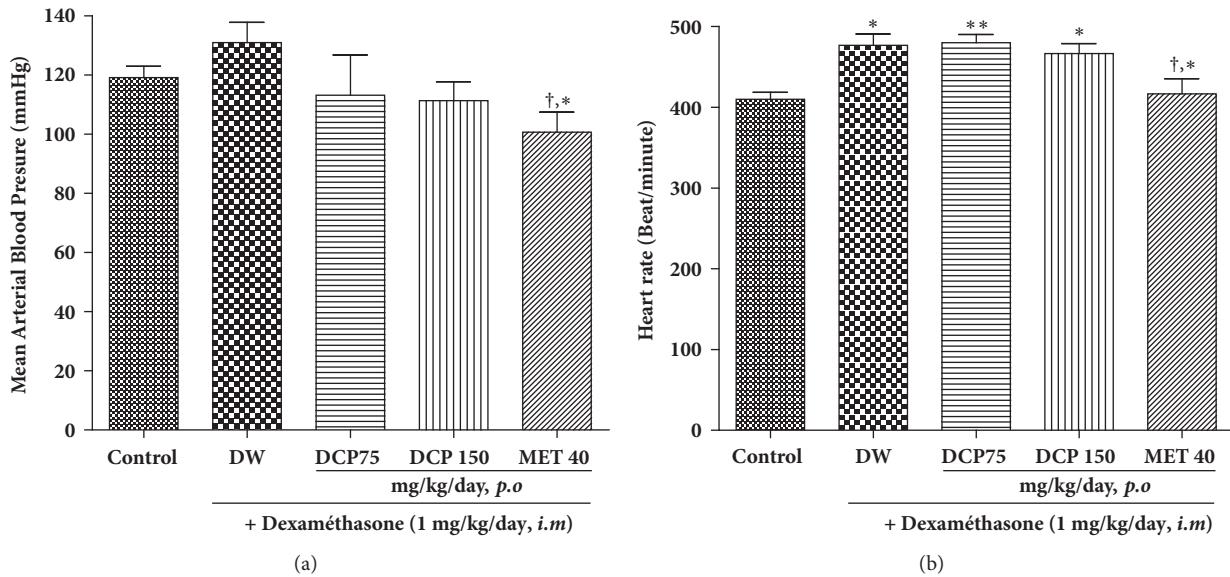 Mean Arterial Blood Presure (mmHg)
140
120
100
80
60
40
20
0
†,*
Control
DW
DCP75
DCP 150
MET 40
mg/kg/day, p.o
+ Dexaméthasone (1 mg/kg/day, i.m)
(a)
Heart rate (Beat/minute)
500
400
300
200
100
0
*
**
*
†,*
Control
DW
DCP75
DCP 150
MET 40
mg/kg/day, p.o
+ Dexaméthasone (1 mg/kg/day, i.m)
(b)